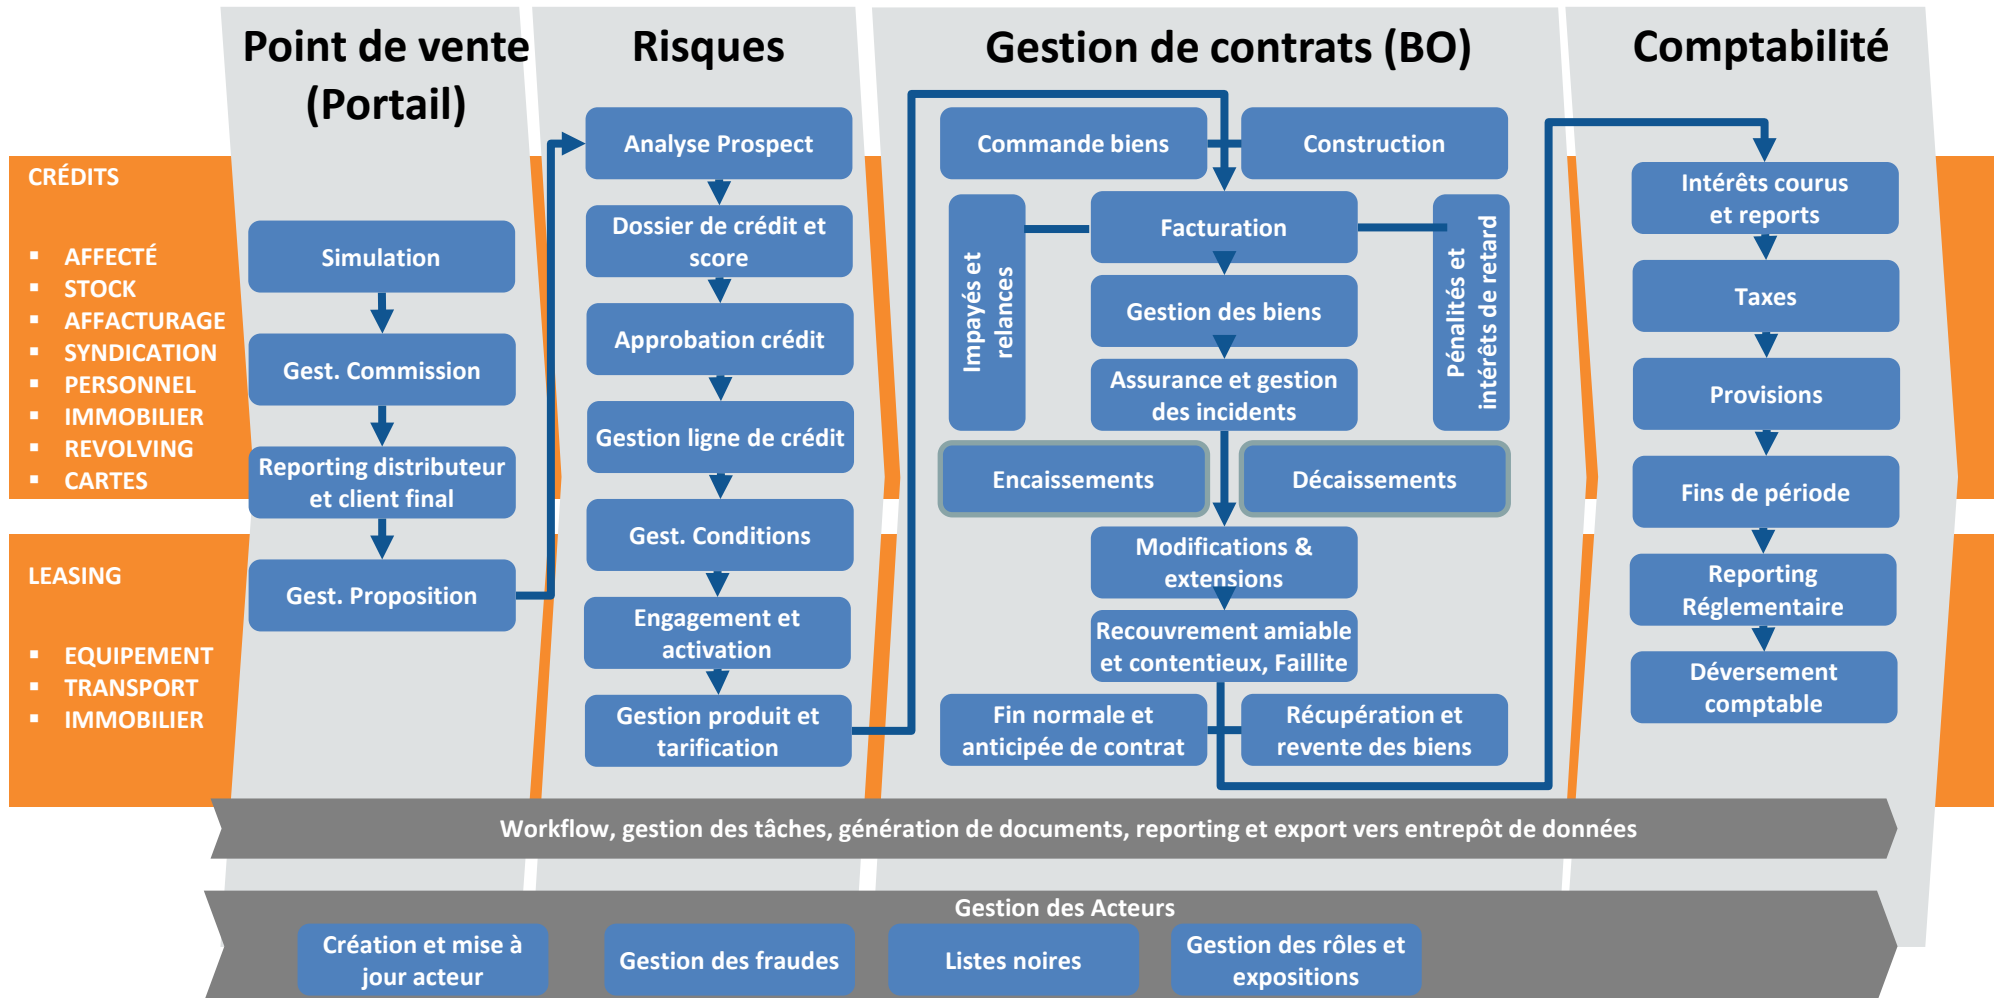 Point de vente
(Portail)
Risques
Gestion de contrats (BO)
Comptabilité
CRÉDITS
▪ AFFECTÉ
▪ STOCK
▪ AFFACTURAGE
▪ SYNDICATION
▪ PERSONNEL
▪ IMMOBILIER
▪ REVOLVING
▪ CARTES
LEASING
▪ EQUIPEMENT
▪ TRANSPORT
▪ IMMOBILIER
Simulation
Gest. Commission
Reporting distributeur
et client final
Gest. Proposition
Analyse Prospect
Dossier de crédit et
score
Approbation crédit
Gestion ligne de crédit
Gest. Conditions
Engagement et
activation
Gestion produit et
tarification
Commande biens
Construction
Impayés et
relances
Facturation
Pénalités et
intérêts de retard
Gestion des biens
Assurance et gestion
des incidents
Encaissements
Décaissements
Modifications &
extensions
Recouvrement amiable
et contentieux, Faillite
Fin normale et
anticipée de contrat
Récupération et
revente des biens
Intérêts courus
et reports
Taxes
Provisions
Fins de période
Reporting
Réglementaire
Déversement
comptable
Workflow, gestion des tâches, génération de documents, reporting et export vers entrepôt de données
Gestion des Acteurs
Création et mise à
jour acteur
Gestion des fraudes
Listes noires
Gestion des rôles et
expositions